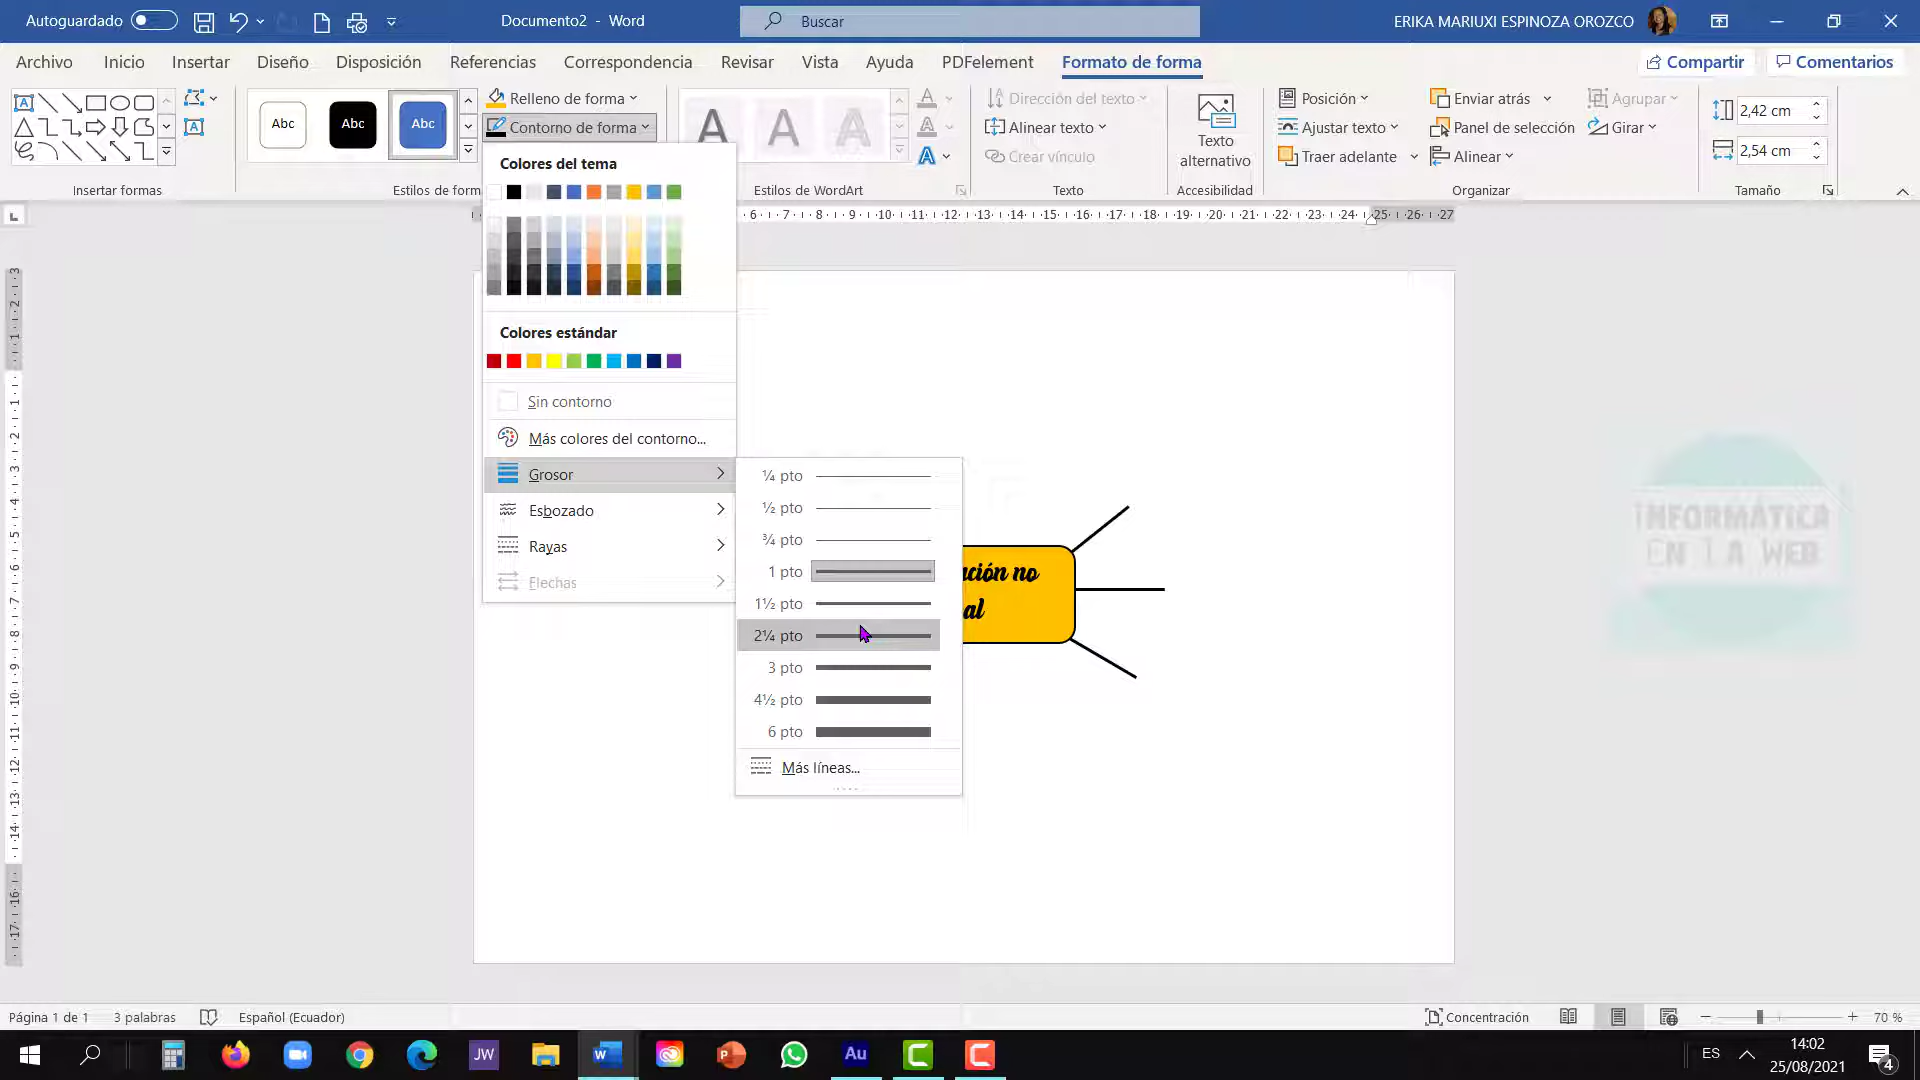 Autoguardado
Documento2 - Word
Buscar
ERIKA MARIUXI ESPINOZA OROZCO
Archivo Inicio Insertar Diseño Disposición Referencias Correspondencia Revisar Vista Ayuda PDFelement Formato de forma
Compartir Comentarios
Abc Abc Abc
Relleno de forma
Contorno de forma
A A A
Dirección del texto
Alinear texto
Crear vínculo
Texto
alternativo
Posición
Ajustar texto
Traer adelante
Enviar atrás
Panel de selección
Alinear
Agrupar
Girar
2,42 cm
2,54 cm
Insertar formas
Estilos de WordArt
Texto
Accesibilidad
Organizar
Tamaño
Colores del tema
Colores estándar
Sin contorno
Más colores del contorno...
Grosor
Esbozado
Rayas
Flechas
¼ pto
½ pto
¾ pto
1 pto
1½ pto
2¼ pto
3 pto
4½ pto
6 pto
Más líneas...
INFORMÁTICA
EN LA WEB
Página 1 de 1 3 palabras Español (Ecuador)
Concentración
70 %
ES
14:02
25/08/2021
4